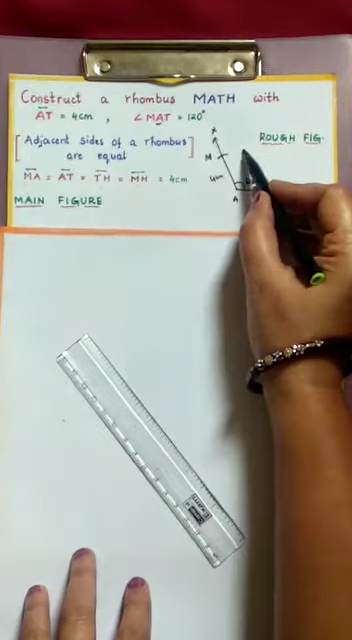 Construct a rhombus MATH with
AT = 4cm , ∠MAT = 120°
[ Adjacent sides of a rhombus
are equal ]
MA = AT = TH = MH = 4cm
MAIN FIGURE
ROUGH FIG.
X
M
4cm
A